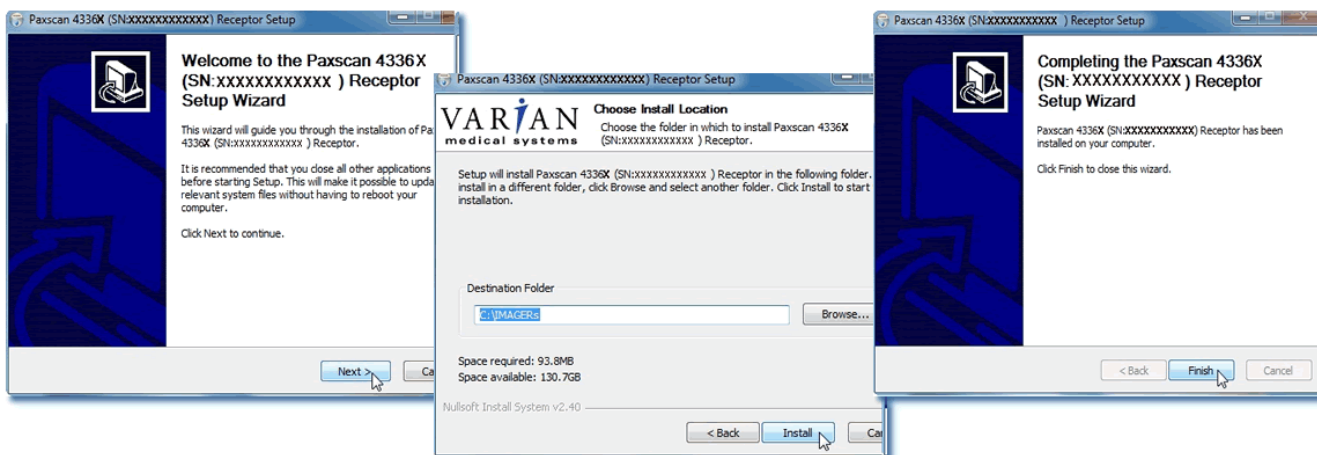 Paxscan 4336X (SN:XXXXXXXXXXXXX) Receptor Setup
Welcome to the Paxscan 4336X
(SN:XXXXXXXXXXXX ) Receptor
Setup Wizard
This wizard will guide you through the installation of Pa
4336X (SN:XXXXXXXXXXXX ) Receptor.
It is recommended that you close all other applications
before starting Setup. This will make it possible to upda
relevant system files without having to reboot your
computer.
Click Next to continue.
Next >
Ca
Paxscan 4336X (SN:XXXXXXXXXXXX) Receptor Setup
VARIAN
medical systems
Choose Install Location
Choose the folder in which to install Paxscan 4336X
(SN:XXXXXXXXXXXX ) Receptor.
Setup will install Paxscan 4336X (SN:XXXXXXXXXXXX ) Receptor in the following folder.
install in a different folder, click Browse and select another folder. Click Install to start
installation.
Destination Folder
C:\IMAGERs
Browse...
Space required: 93.8MB
Space available: 130.7GB
Nullsoft Install System v2.40
< Back
Install
Ca
Paxscan 4336X (SN:XXXXXXXXXXX ) Receptor Setup
Completing the Paxscan 4336X
(SN: XXXXXXXXXXX ) Receptor
Setup Wizard
Paxscan 4336X (SN:XXXXXXXXXXX) Receptor has been
installed on your computer.
Click Finish to close this wizard.
< Back
Finish
Cancel